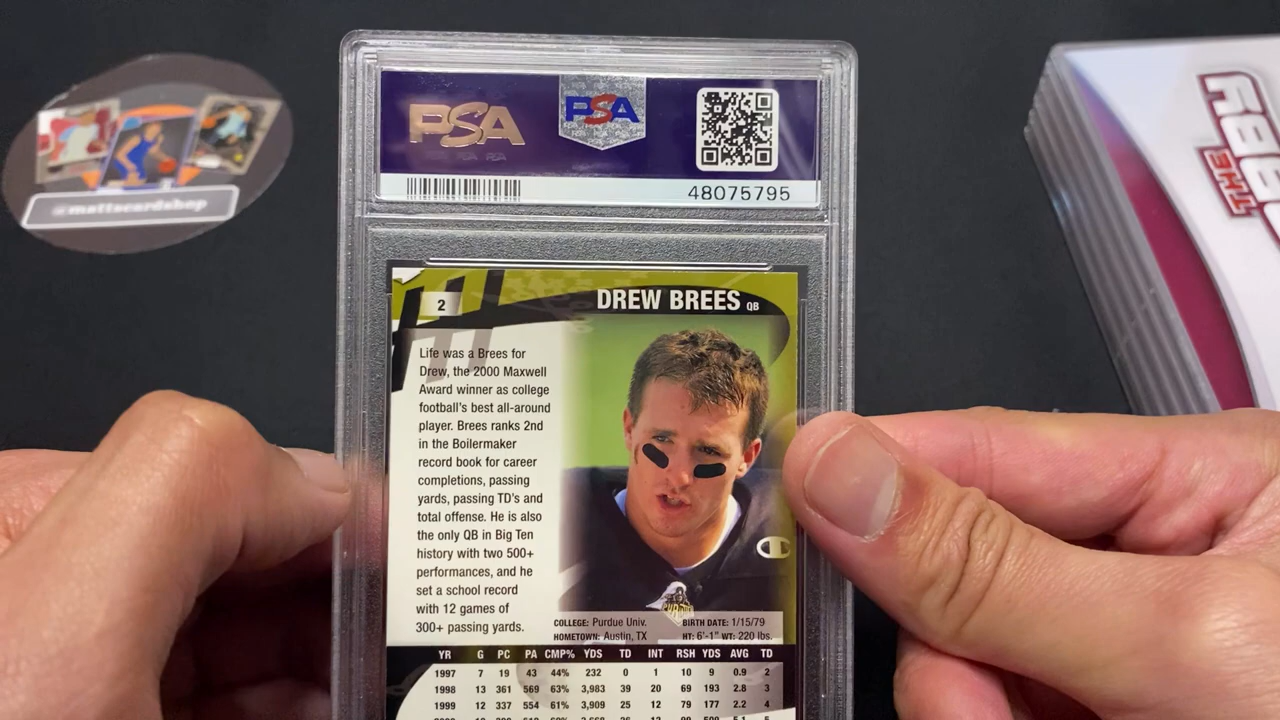 PSA
PSA
48075795
@mattscardshop
THE
2
DREW BREES QB
Life was a Brees for
Drew, the 2000 Maxwell
Award winner as college
football's best all-around
player. Brees ranks 2nd
in the Boilermaker
record book for career
completions, passing
yards, passing TD's and
total offense. He is also
the only QB in Big Ten
history with two 500+
performances, and he
set a school record
with 12 games of
300+ passing yards.
COLLEGE: Purdue Univ. BIRTH DATE: 1/15/79
HOMETOWN: Austin, TX HT: 6'-1" WT: 220 lbs.
YR G PC PA CMP% YDS TD INT RSH YDS AVG TD
1997 7 19 43 44% 232 0 1 10 9 0.9 2
1998 13 361 569 63% 3,983 39 20 69 193 2.8 3
1999 12 337 554 61% 3,909 25 12 79 177 2.2 4